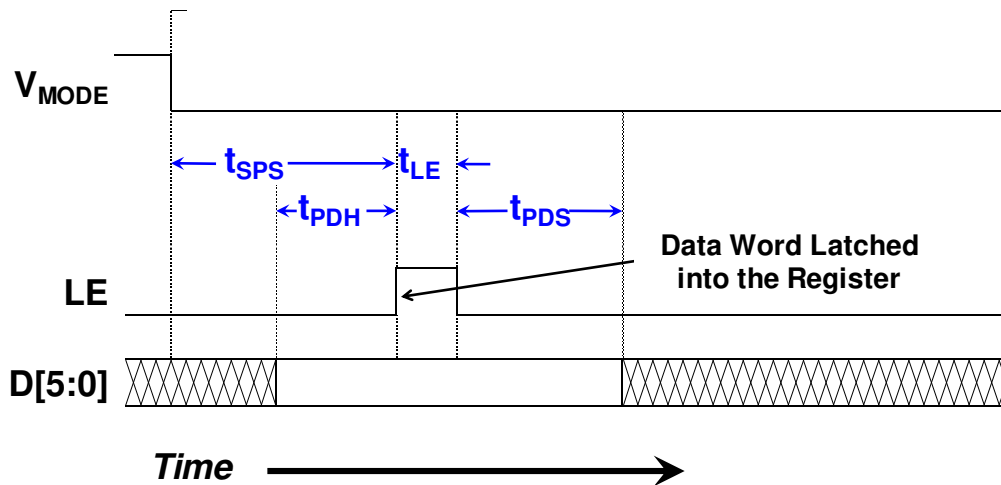 VMODE
tSPS
tLE
tPDH
tPDS
Data Word Latched
into the Register
LE
D[5:0]
Time